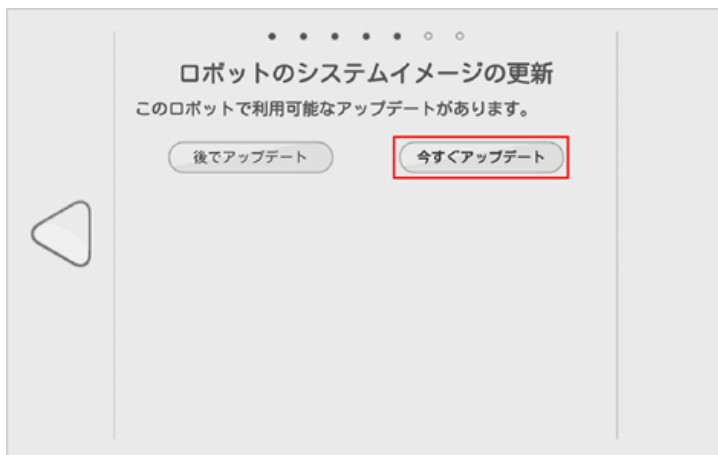 ロボットのシステムイメージの更新
このロボットで利用可能なアップデートがあります。
後でアップデート
今すぐアップデート